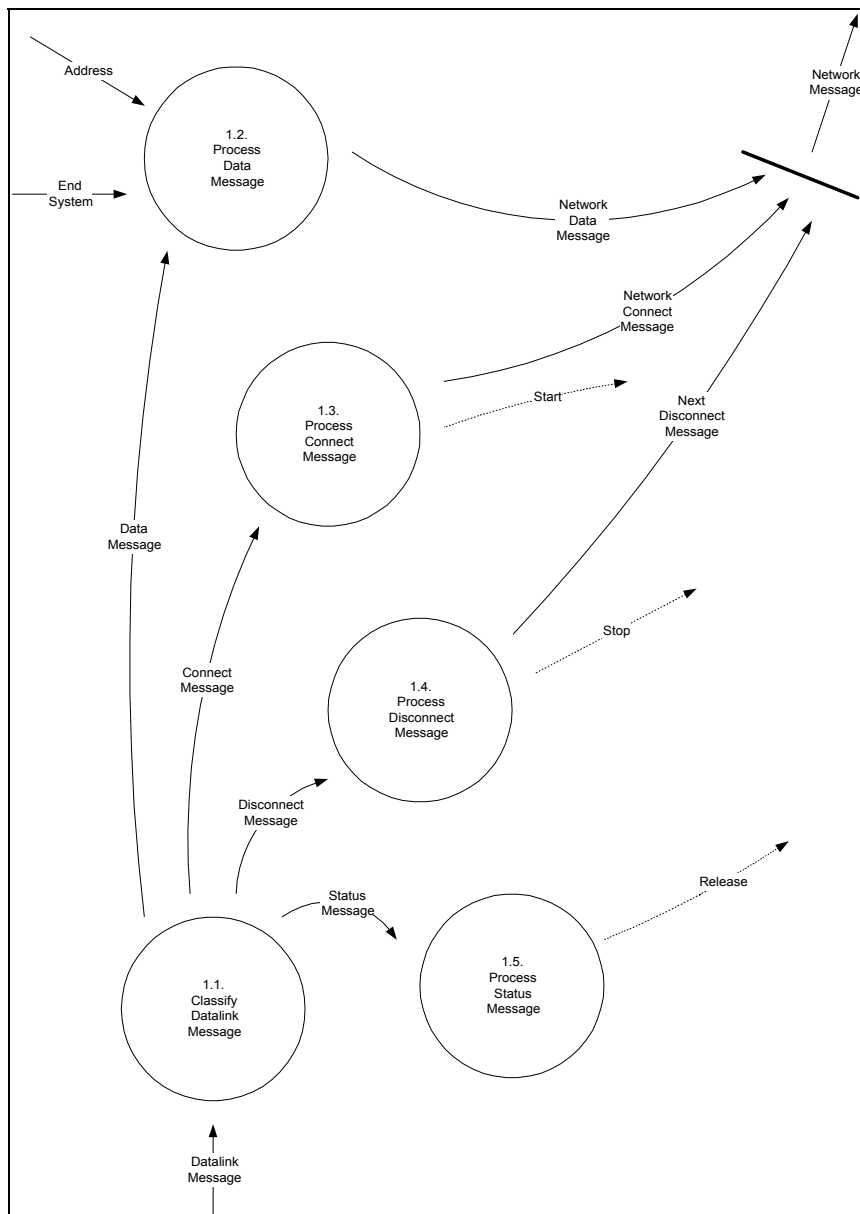 Address
Network
Message
1.2.
Process
Data
Message
End
System
Network
Data
Message
Network
Connect
Message
Start
1.3.
Process
Connect
Message
Next
Disconnect
Message
Data
Message
Stop
Connect
Message
1.4.
Process
Disconnect
Message
Disconnect
Message
Status
Message
Release
1.1.
Classify
Datalink
Message
1.5.
Process
Status
Message
Datalink
Message